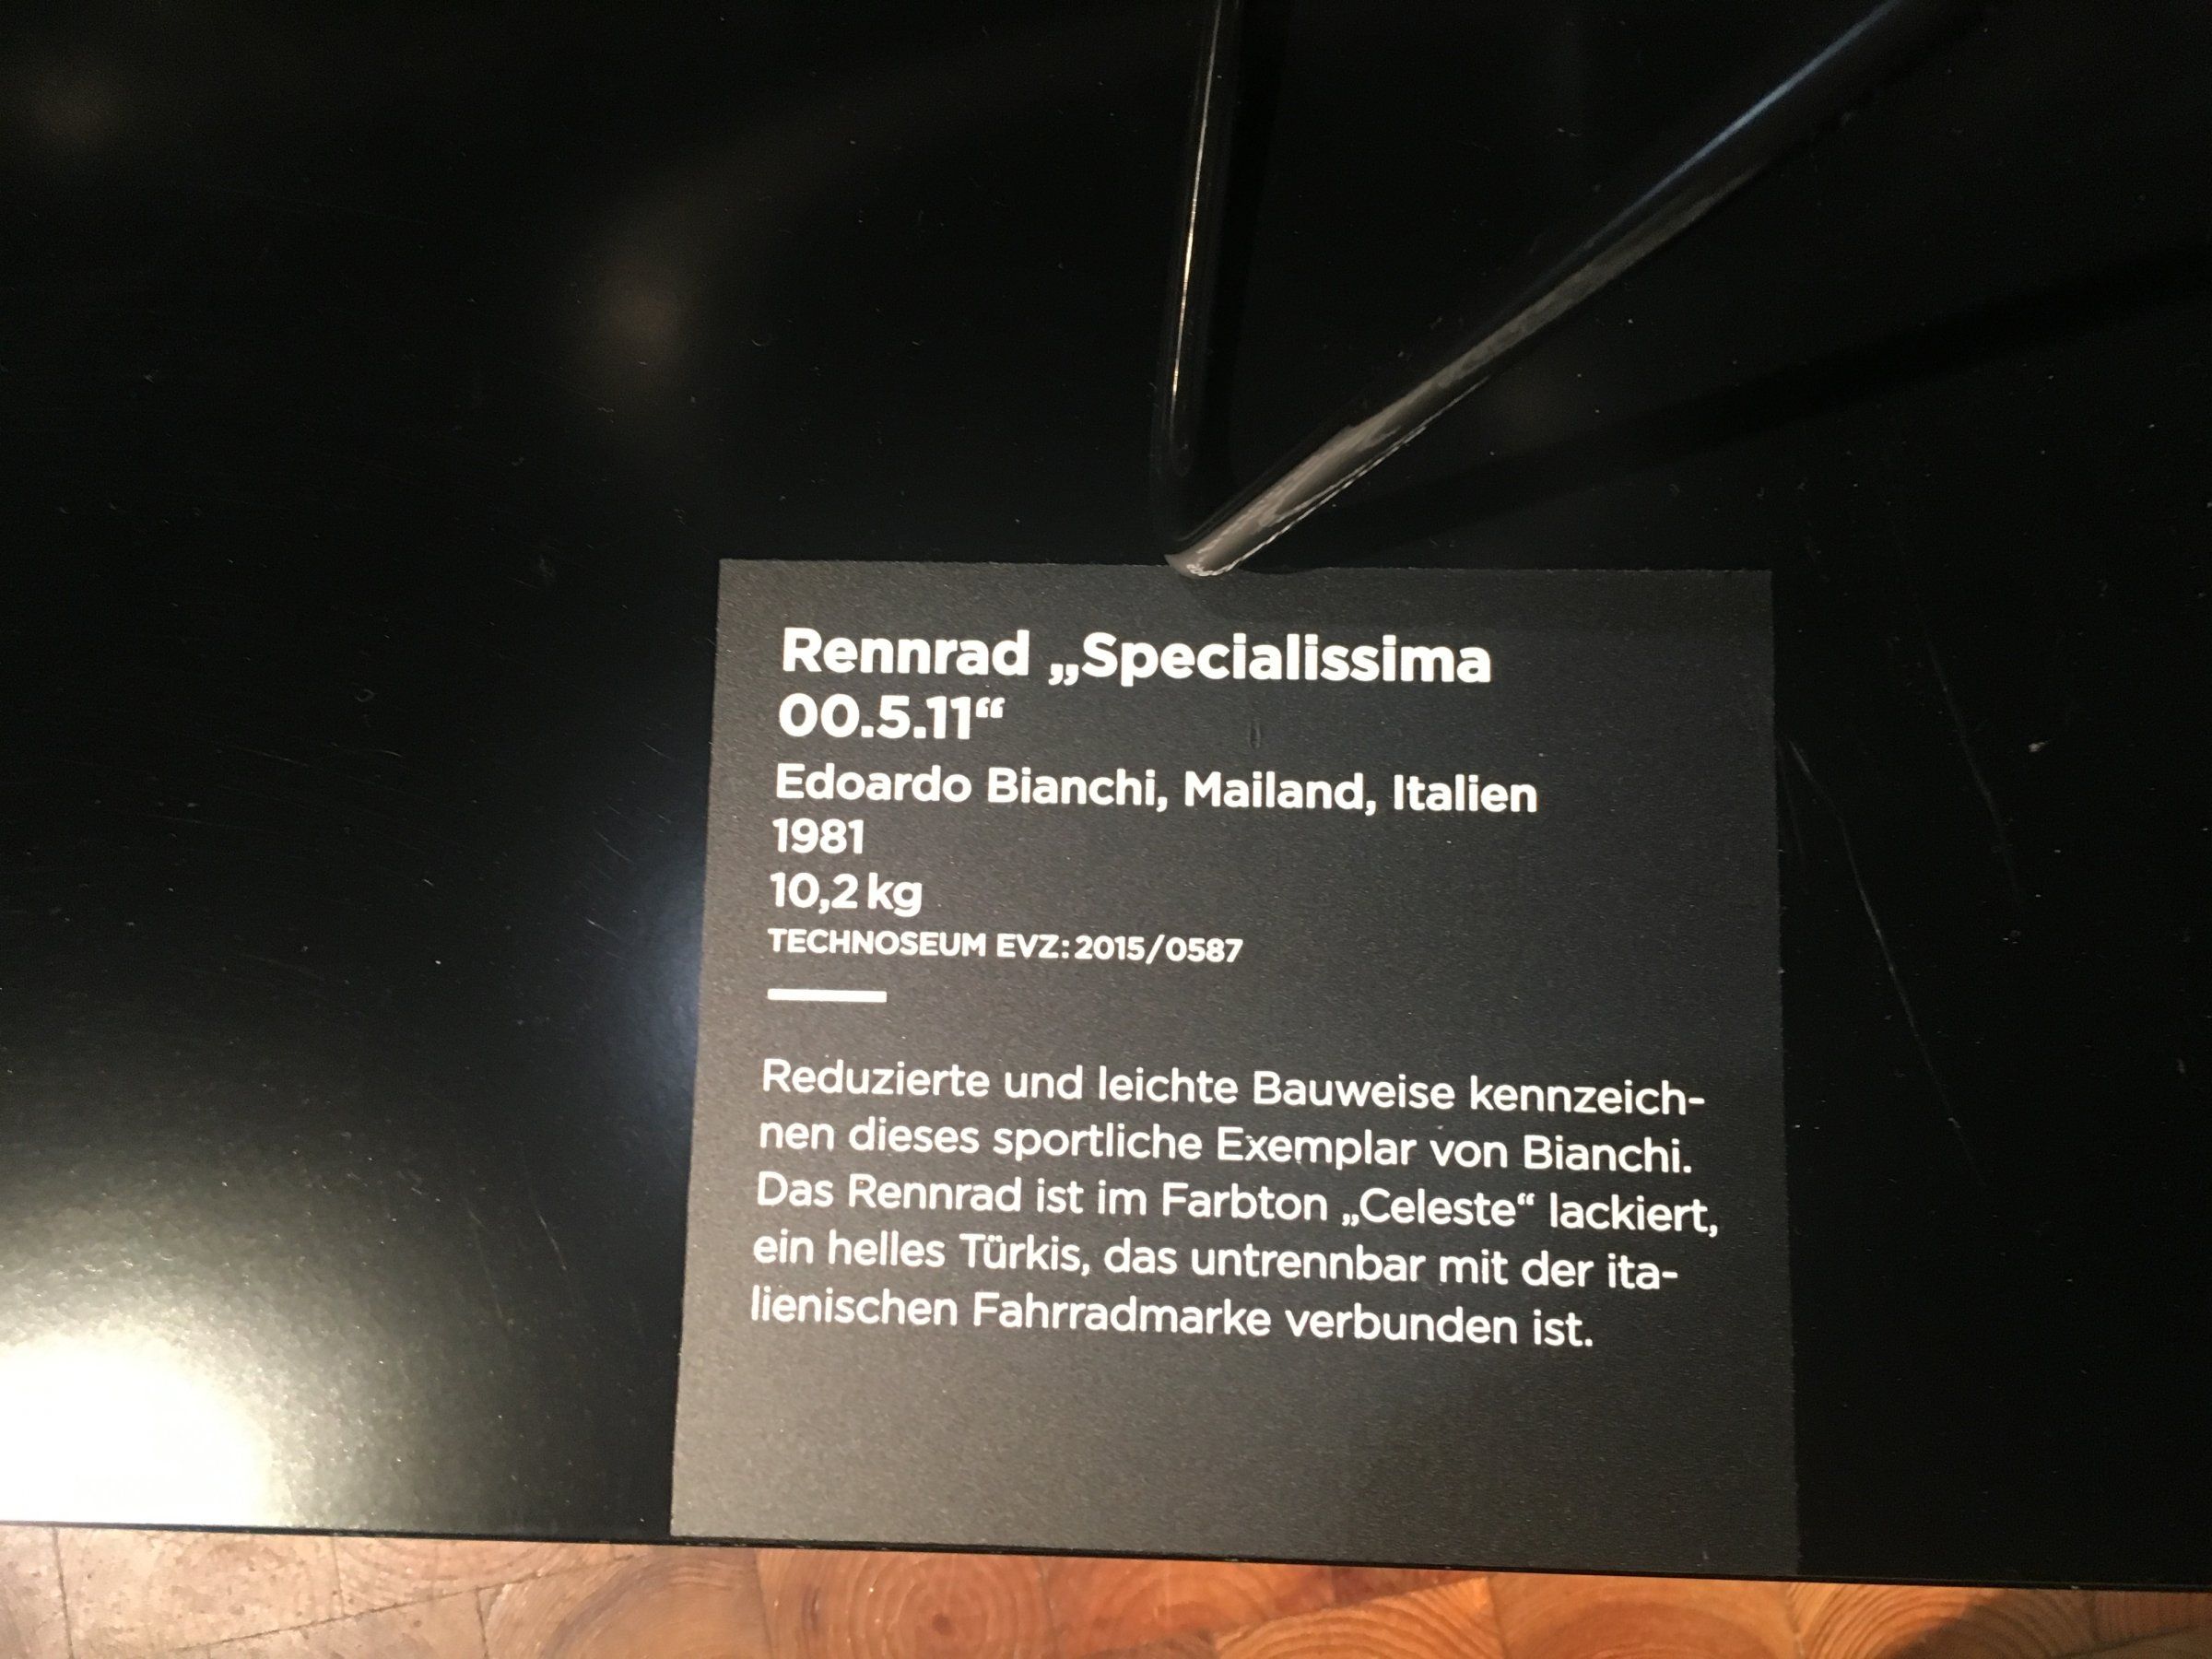 Rennrad „Specialissima
00.5.11“
Edoardo Bianchi, Mailand, Italien
1981
10,2 kg
TECHNOSEUM EVZ: 2015/0587
Reduzierte und leichte Bauweise kennzeich-
nen dieses sportliche Exemplar von Bianchi.
Das Rennrad ist im Farbton „Celeste“ lackiert,
ein helles Türkis, das untrennbar mit der ita-
lienischen Fahrradmarke verbunden ist.